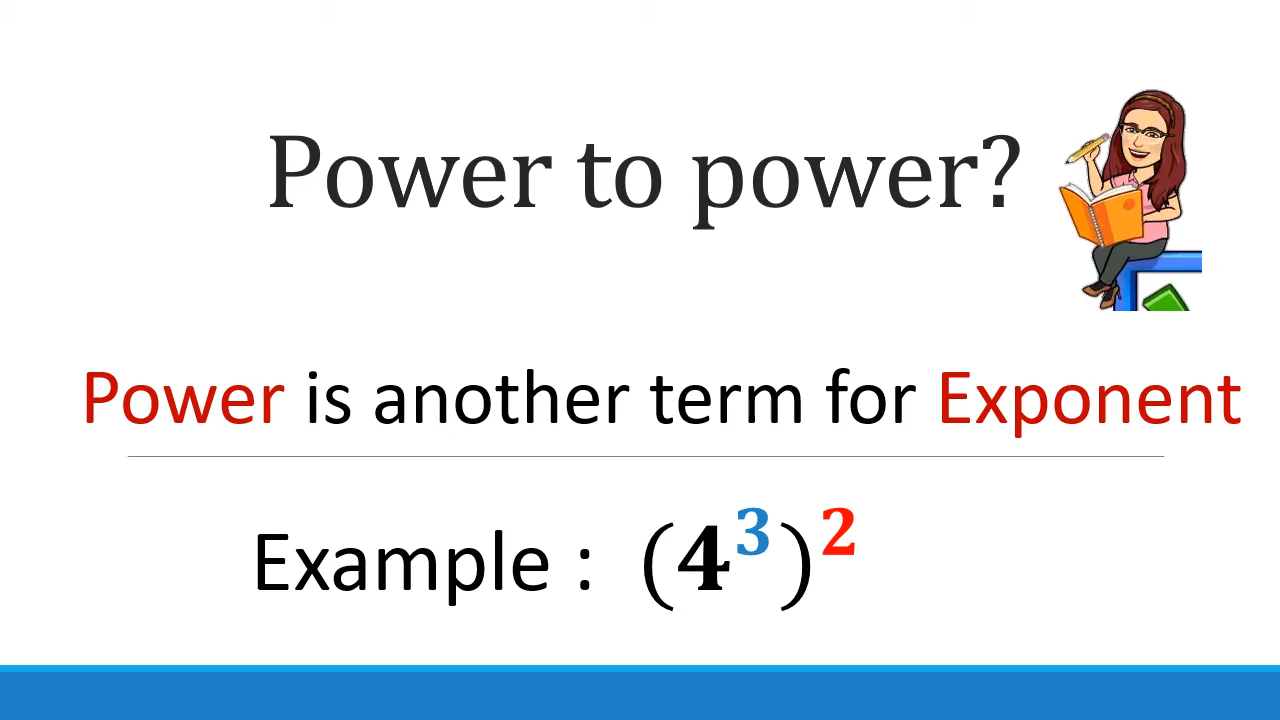 Power to power?
Power is another term for Exponent
Example : (4³)²